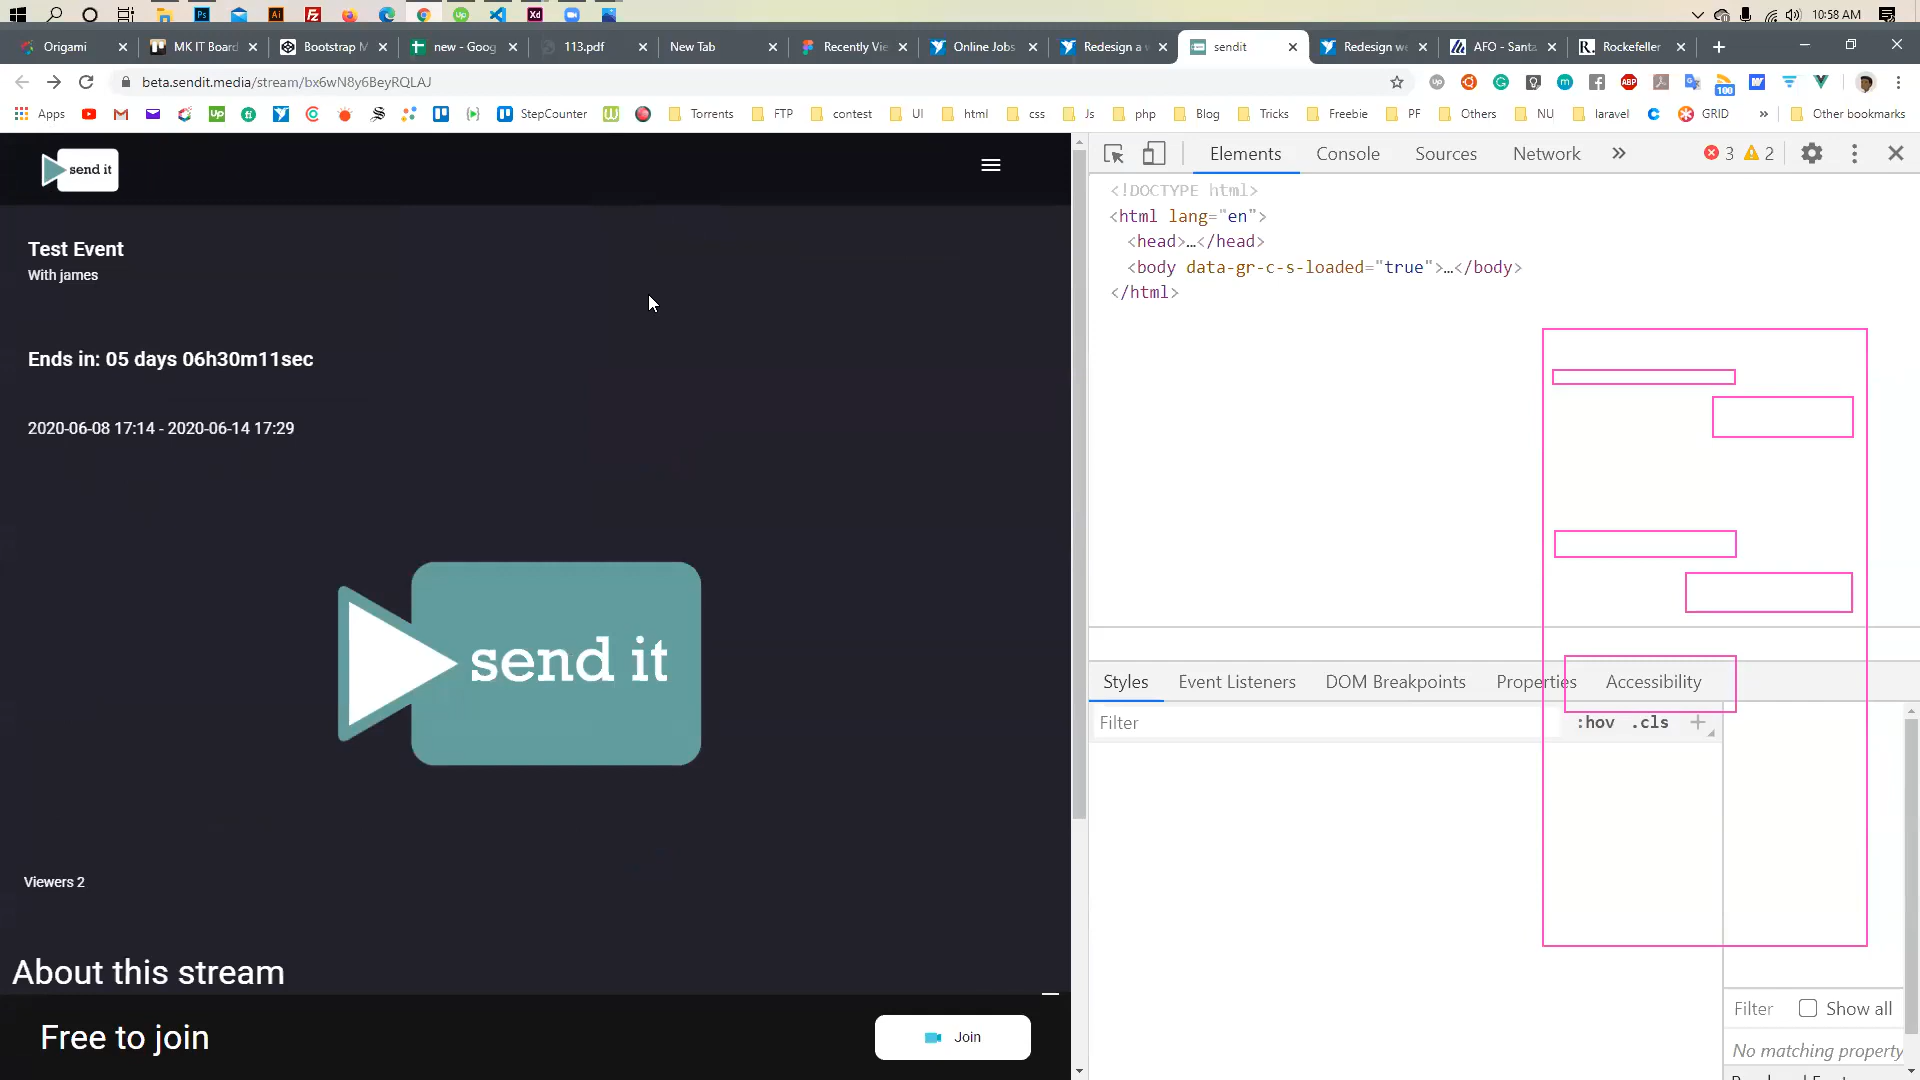 10:58 AM
Origami
MK IT Board
Bootstrap M
new - Goog
113.pdf
New Tab
Recently Vie
Online Jobs
Redesign a w
sendit
Redesign we
AFO - Santa
Rockefeller
beta.sendit.media/stream/bx6wN8y6BeyRQLAJ
100
Apps
StepCounter
Torrents
FTP
contest
UI
html
css
Js
php
Blog
Tricks
Freebie
PF
Others
NU
laravel
GRID
Other bookmarks
send it
Elements
Console
Sources
Network
3
2
<!DOCTYPE html>
<html lang="en">
<head>…</head>
<body data-gr-c-s-loaded="true">…</body>
</html>
Test Event
With james
Ends in: 05 days 06h30m11sec
2020-06-08 17:14 - 2020-06-14 17:29
send it
Styles
Event Listeners
DOM Breakpoints
Properties
Accessibility
Filter
:hov .cls
Viewers 2
About this stream
Free to join
Join
Filter
Show all
No matching property